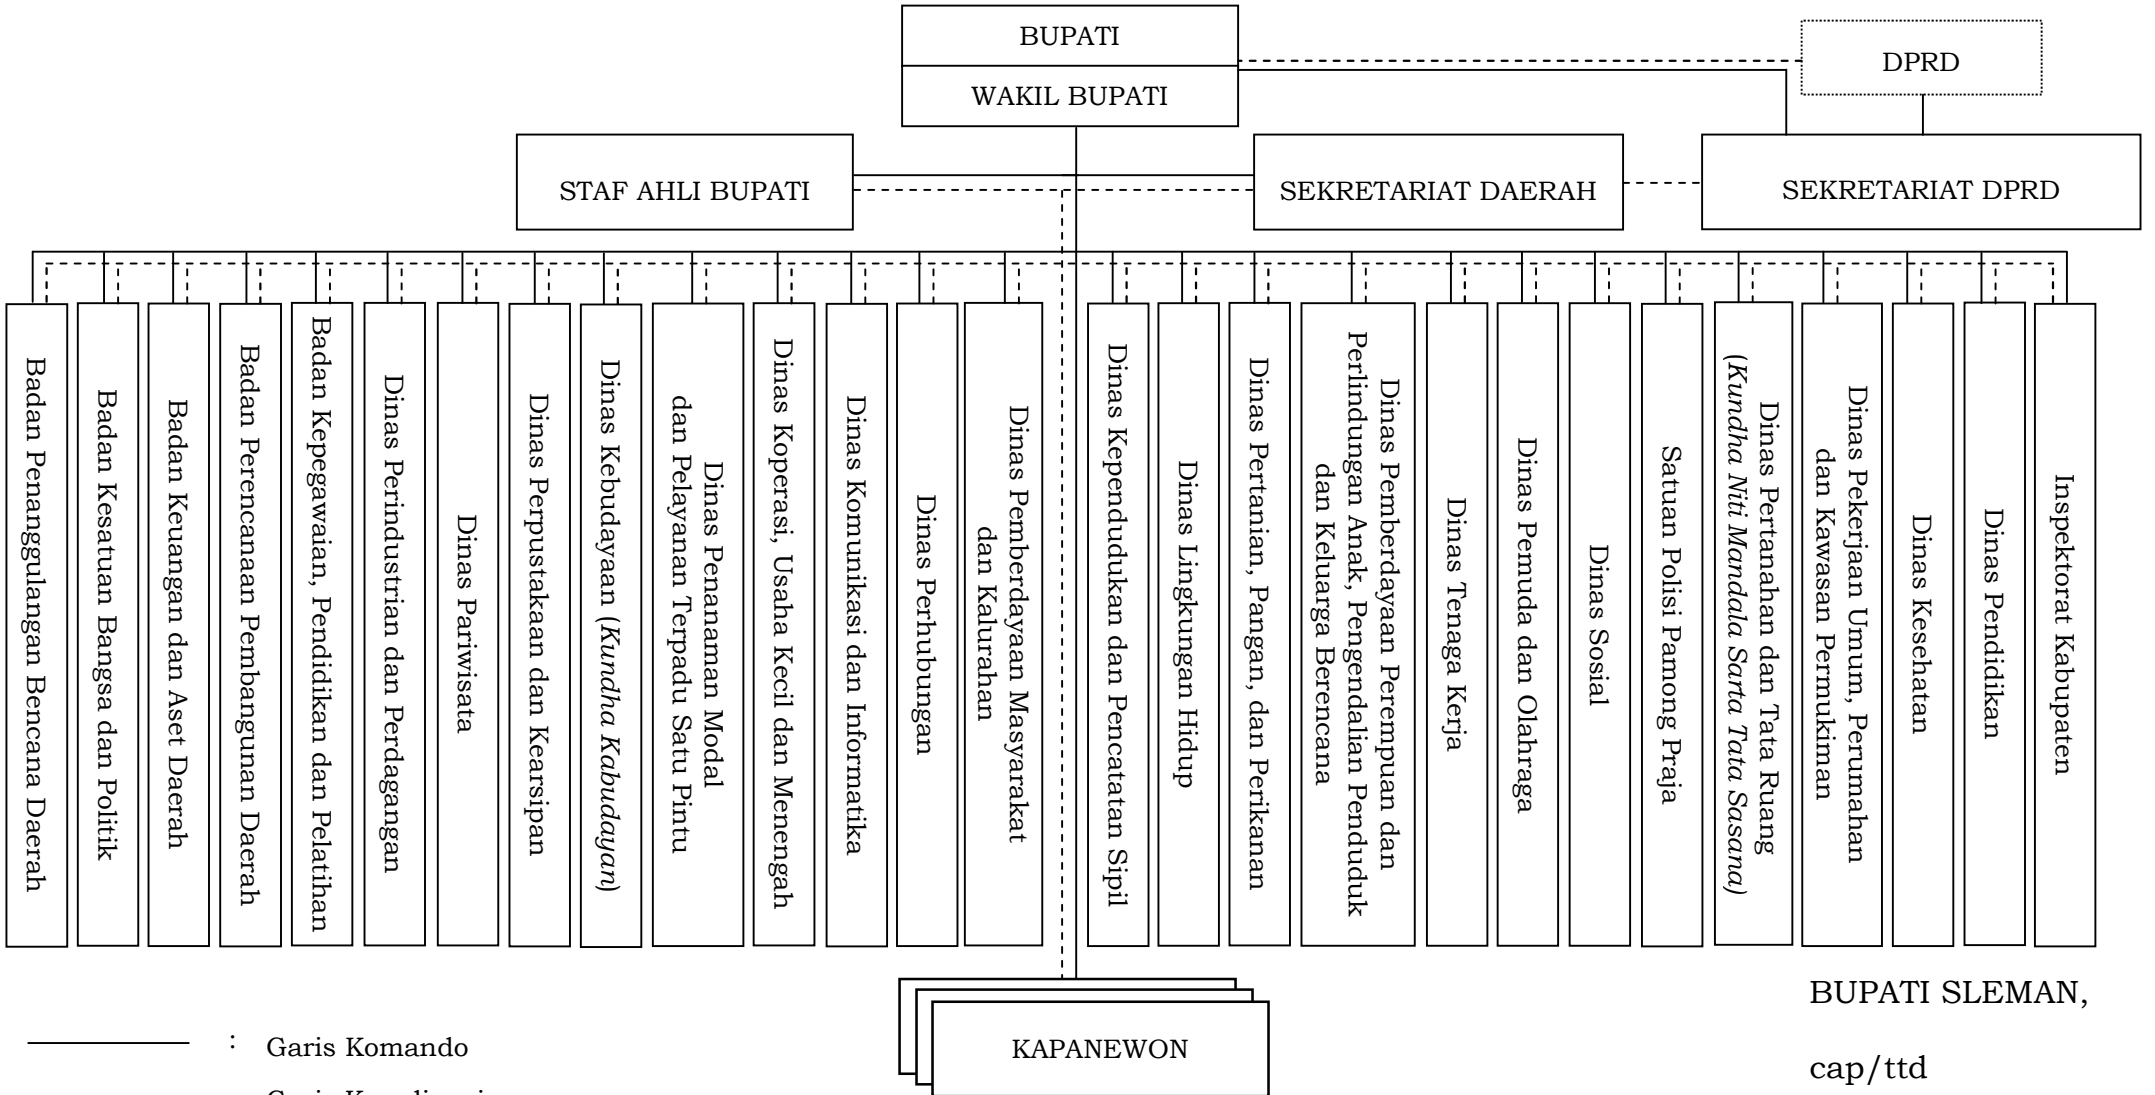 BUPATI
WAKIL BUPATI
DPRD
STAF AHLI BUPATI
SEKRETARIAT DAERAH
SEKRETARIAT DPRD
Badan Penanggulangan Bencana Daerah
Badan Kesatuan Bangsa dan Politik
Badan Keuangan dan Aset Daerah
Badan Perencanaan Pembangunan Daerah
Badan Kepegawaian, Pendidikan dan Pelatihan
Dinas Perindustrian dan Perdagangan
Dinas Pariwisata
Dinas Perpustakaan dan Kearsipan
Dinas Kebudayaan (Kundha Kabudayan)
Dinas Penanaman Modal
dan Pelayanan Terpadu Satu Pintu
Dinas Koperasi, Usaha Kecil dan Menengah
Dinas Komunikasi dan Informatika
Dinas Perhubungan
Dinas Pemberdayaan Masyarakat
dan Kalurahan
Dinas Kependudukan dan Pencatatan Sipil
Dinas Lingkungan Hidup
Dinas Pertanian, Pangan, dan Perikanan
Dinas Pemberdayaan Perempuan dan
Perlindungan Anak, Pengendalian Penduduk
dan Keluarga Berencana
Dinas Tenaga Kerja
Dinas Pemuda dan Olahraga
Dinas Sosial
Satuan Polisi Pamong Praja
Dinas Pertanahan dan Tata Ruang
(Kundha Niti Mandala Sarta Tata Sasana)
Dinas Pekerjaan Umum, Perumahan
dan Kawasan Permukiman
Dinas Kesehatan
Dinas Pendidikan
Inspektorat Kabupaten
KAPANEWON
: Garis Komando
BUPATI SLEMAN,
cap/ttd